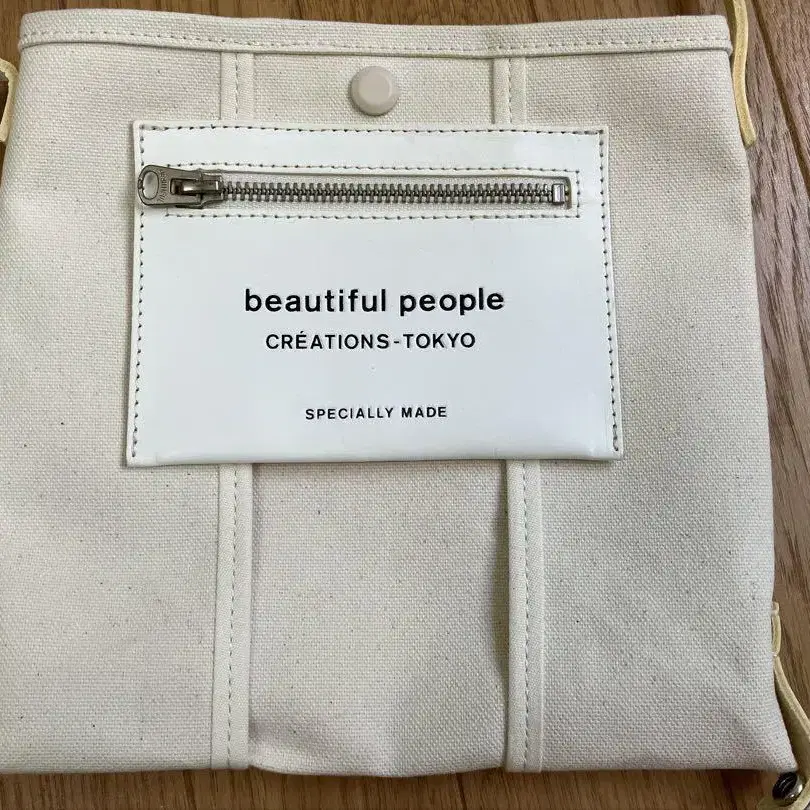 beautiful people
CRÉATIONS-TOKYO
SPECIALLY MADE